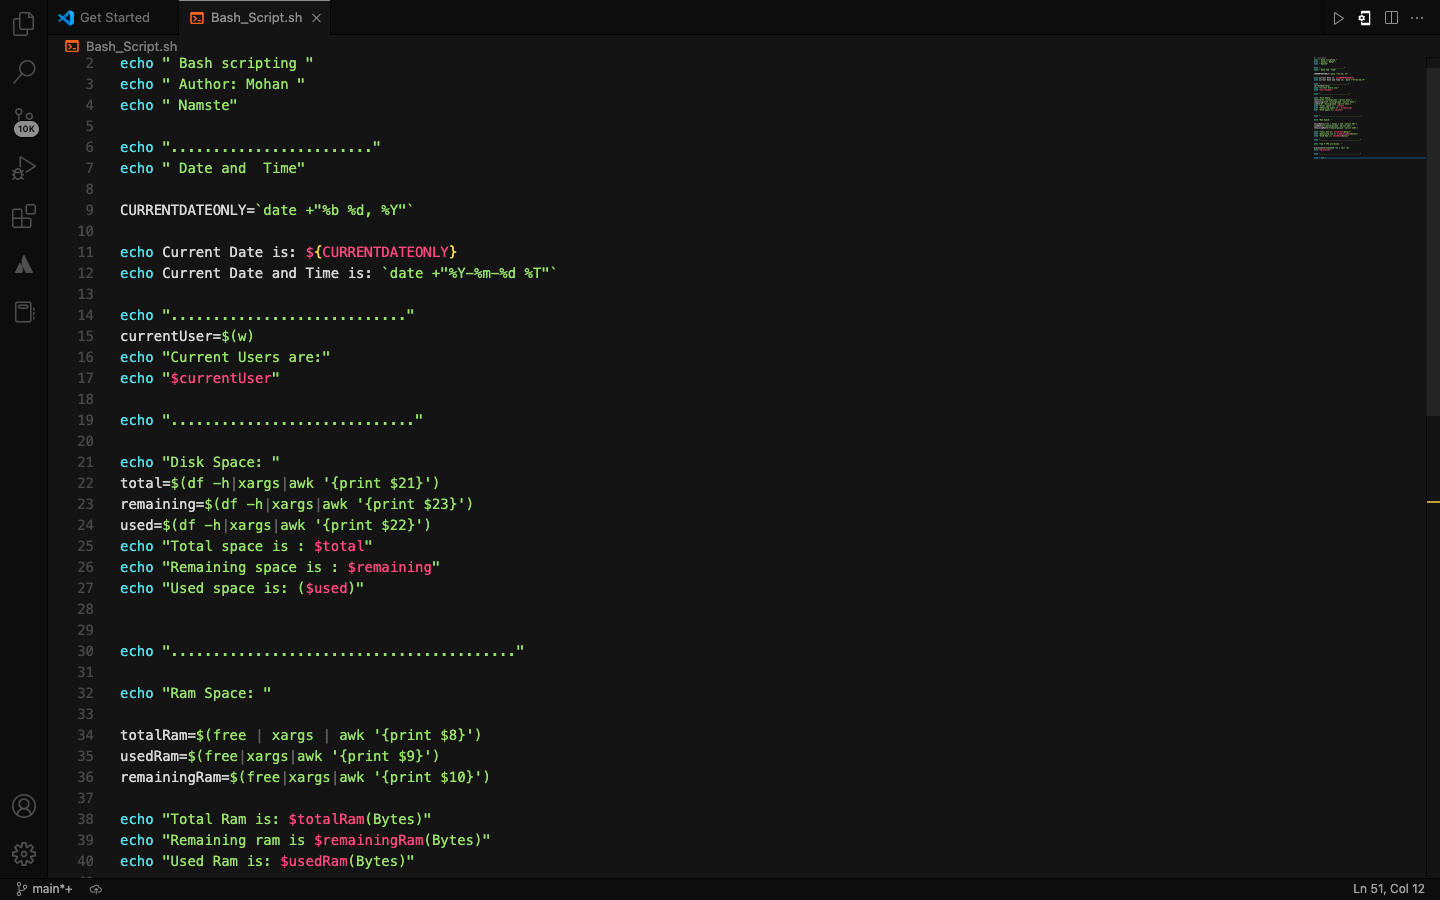 Get Started
Bash_Script.sh
Bash_Script.sh
10K
2 echo " Bash scripting "
3 echo " Author: Mohan "
4 echo " Namste"
5
6 echo "........................"
7 echo " Date and  Time"
8
9 CURRENTDATEONLY=`date +"%b %d, %Y"`
10
11 echo Current Date is: ${CURRENTDATEONLY}
12 echo Current Date and Time is: `date +"%Y-%m-%d %T"`
13
14 echo "............................"
15 currentUser=$(w)
16 echo "Current Users are:"
17 echo "$currentUser"
18
19 echo "............................."
20
21 echo "Disk Space: "
22 total=$(df -h|xargs|awk '{print $21}')
23 remaining=$(df -h|xargs|awk '{print $23}')
24 used=$(df -h|xargs|awk '{print $22}')
25 echo "Total space is : $total"
26 echo "Remaining space is : $remaining"
27 echo "Used space is: ($used)"
28
29
30 echo "........................................."
31
32 echo "Ram Space: "
33
34 totalRam=$(free | xargs | awk '{print $8}')
35 usedRam=$(free|xargs|awk '{print $9}')
36 remainingRam=$(free|xargs|awk '{print $10}')
37
38 echo "Total Ram is: $totalRam(Bytes)"
39 echo "Remaining ram is $remainingRam(Bytes)"
40 echo "Used Ram is: $usedRam(Bytes)"
main*+
Ln 51, Col 12